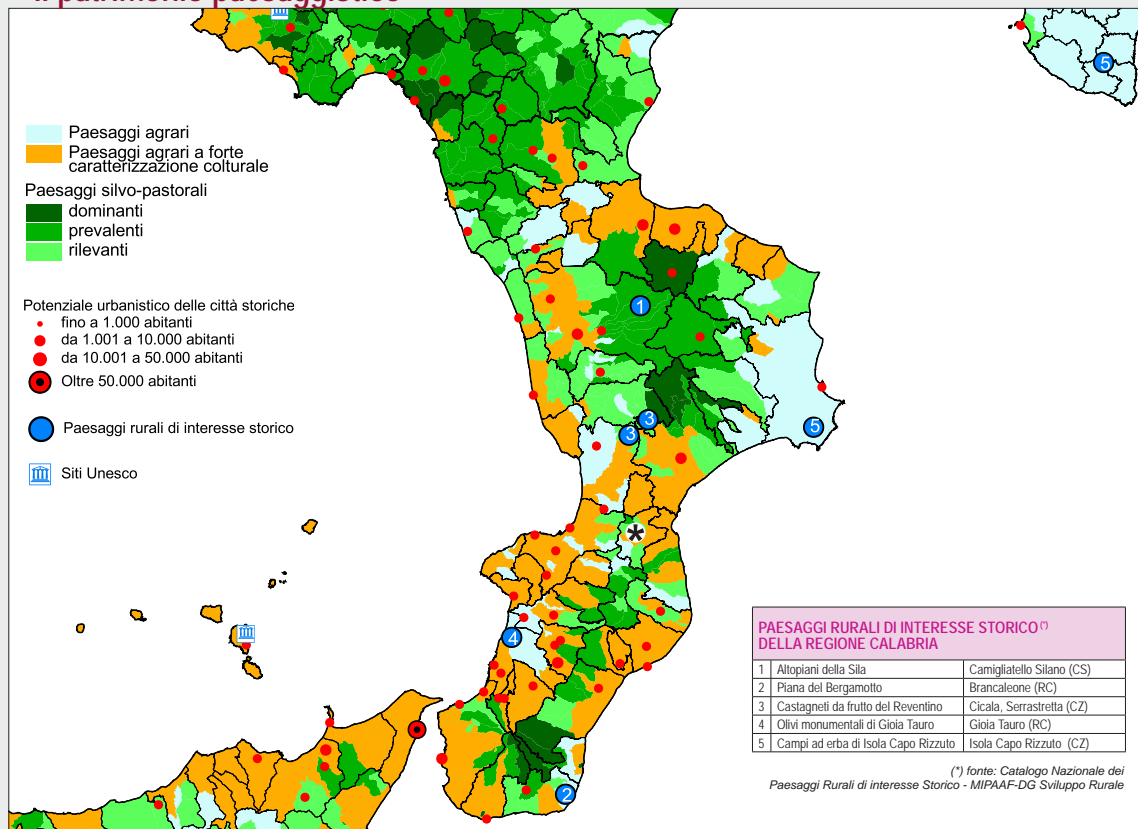 Il patrimonio paesaggistico
Paesaggi agrari
Paesaggi agrari a forte
caratterizzazione colturale
Paesaggi silvo-pastorali
dominanti
prevalenti
rilevanti
Potenziale urbanistico delle città storiche
fino a 1.000 abitanti
da 1.001 a 10.000 abitanti
da 10.001 a 50.000 abitanti
Oltre 50.000 abitanti
Paesaggi rurali di interesse storico
Siti Unesco
5
1
3
3
5
*
4
2
PAESAGGI RURALI DI INTERESSE STORICO (*)
DELLA REGIONE CALABRIA
1 Altopiani della Sila Camigliatello Silano (CS)
2 Piana del Bergamotto Brancaleone (RC)
3 Castagneti da frutto del Reventino Cicala, Serrastretta (CZ)
4 Olivi monumentali di Gioia Tauro Gioia Tauro (RC)
5 Campi ad erba di Isola Capo Rizzuto Isola Capo Rizzuto (CZ)
(*) fonte: Catalogo Nazionale dei
Paesaggi Rurali di interesse Storico - MIPAAF-DG Sviluppo Rurale